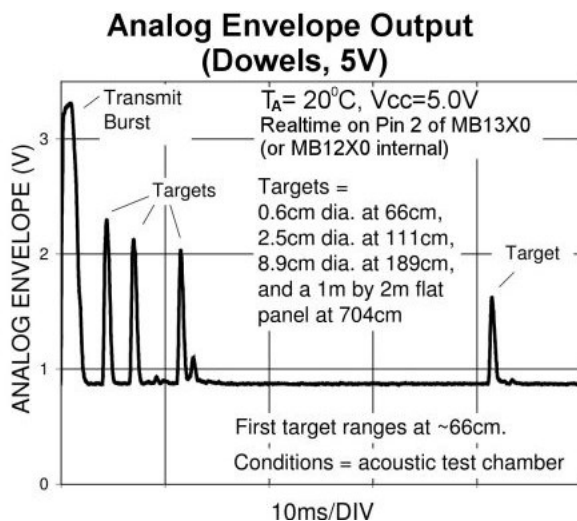 Analog Envelope Output
(Dowels, 5V)
Transmit
Burst
TA= 20⁰C, Vcc=5.0V
Realtime on Pin 2 of MB13X0
(or MB12X0 internal)
Targets
Targets =
0.6cm dia. at 66cm,
2.5cm dia. at 111cm,
8.9cm dia. at 189cm,
and a 1m by 2m flat
panel at 704cm
Target
First target ranges at ~66cm.
Conditions = acoustic test chamber
ANALOG ENVELOPE (V)
3
2
1
0
10ms/DIV